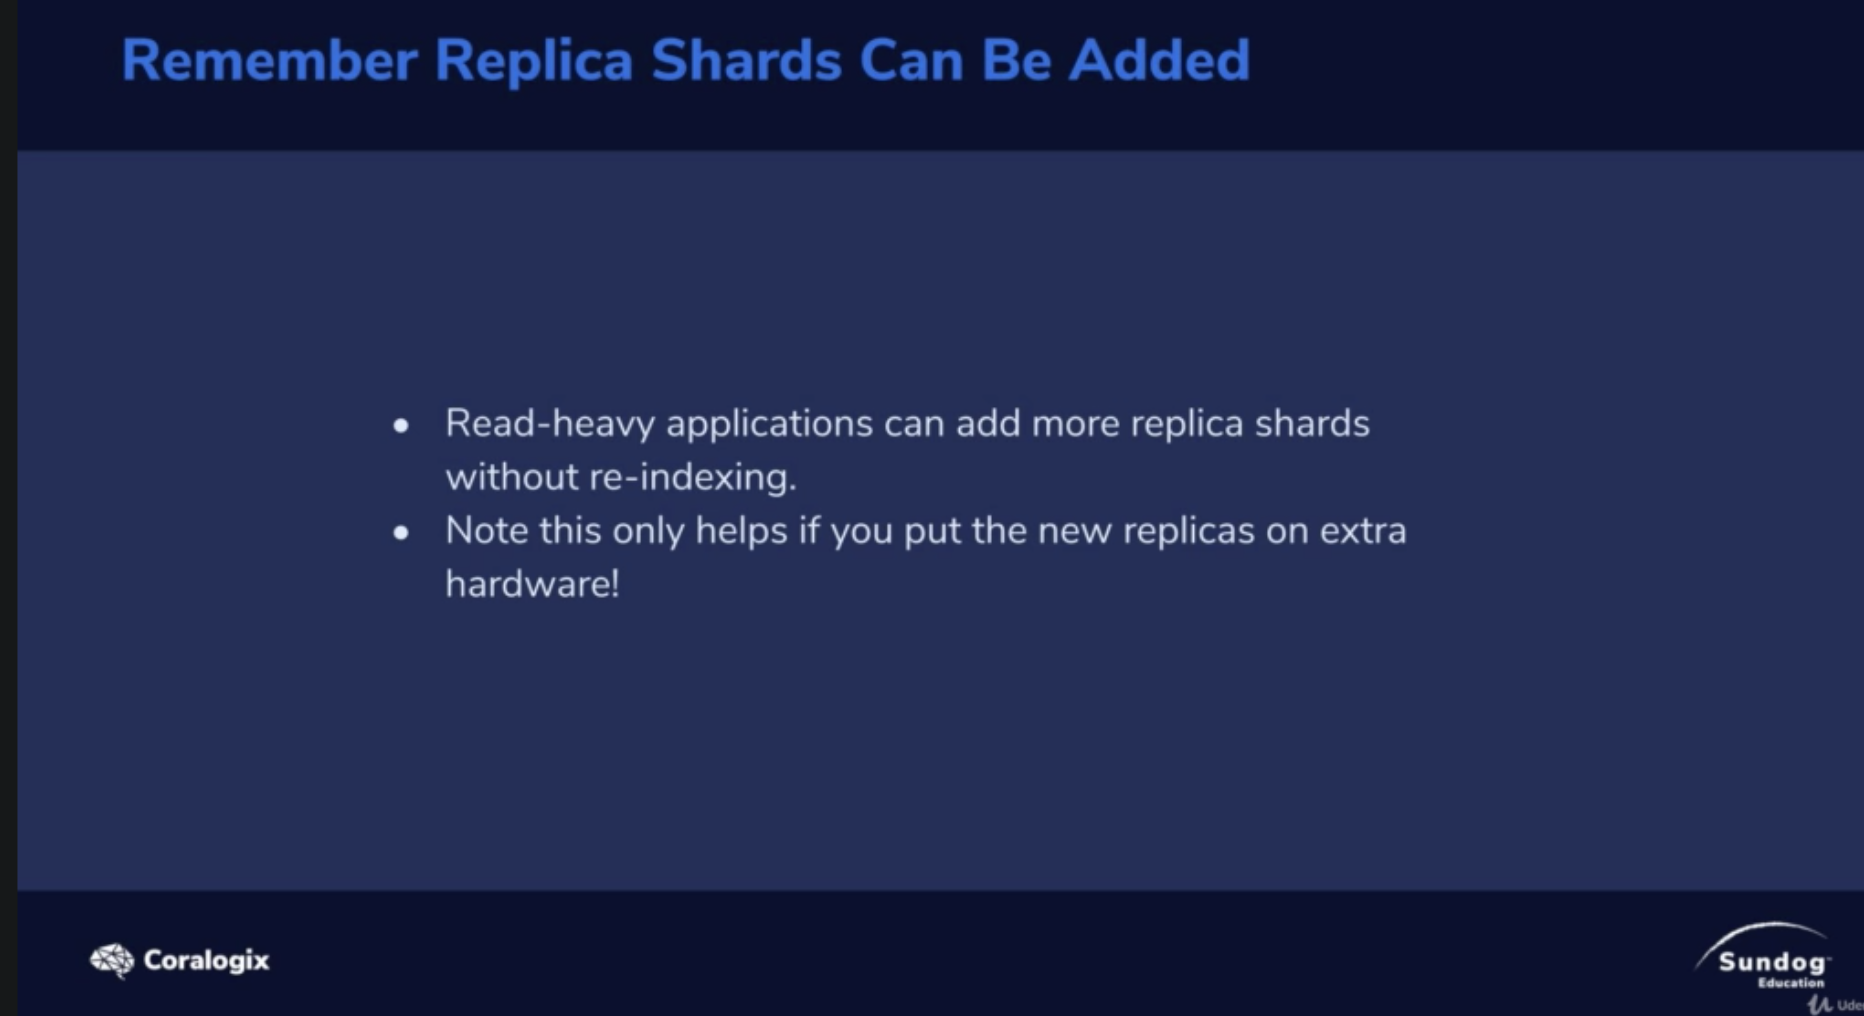 Remember Replica Shards Can Be Added
● Read-heavy applications can add more replica shards
without re-indexing.
● Note this only helps if you put the new replicas on extra
hardware!
Coralogix
Sundog
Education